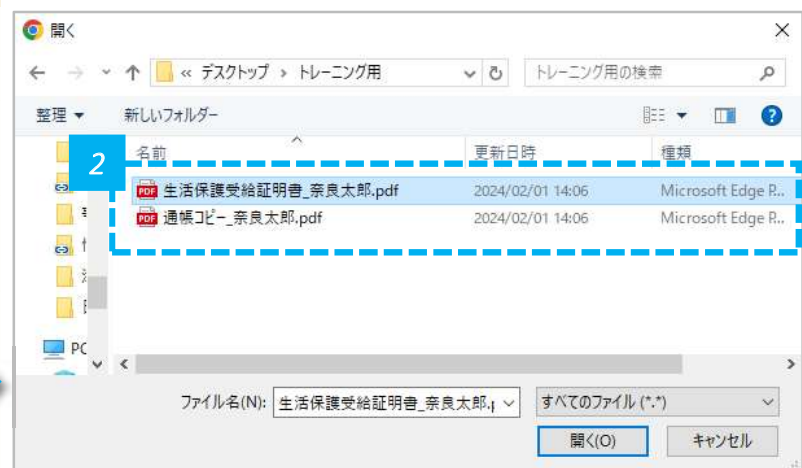 開く
« デスクトップ › トレーニング用
トレーニング用の検索
整理 ▼ 新しいフォルダー
2
名前 更新日時 種類
生活保護受給証明書_奈良太郎.pdf 2024/02/01 14:06 Microsoft Edge P...
通帳コピー_奈良太郎.pdf 2024/02/01 14:06 Microsoft Edge P...
PC
ファイル名(N): 生活保護受給証明書_奈良太郎.p すべてのファイル (*.*)
開く(O) キャンセル